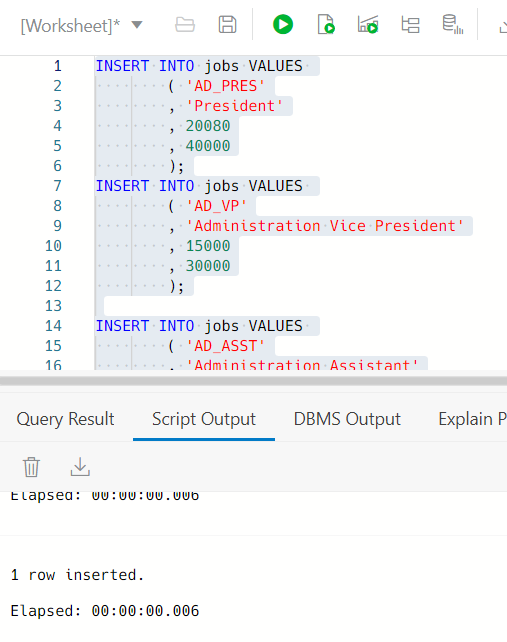 [Worksheet]*
1 INSERT INTO jobs VALUES
2 ( 'AD_PRES'
3 , 'President'
4 , 20080
5 , 40000
6 );
7 INSERT INTO jobs VALUES
8 ( 'AD_VP'
9 , 'Administration Vice President'
10 , 15000
11 , 30000
12 );
13
14 INSERT INTO jobs VALUES
15 ( 'AD_ASST'
16 , 'Administration Assistant'
Query Result Script Output DBMS Output Explain P
Elapsed: 00:00:00.006
1 row inserted.
Elapsed: 00:00:00.006